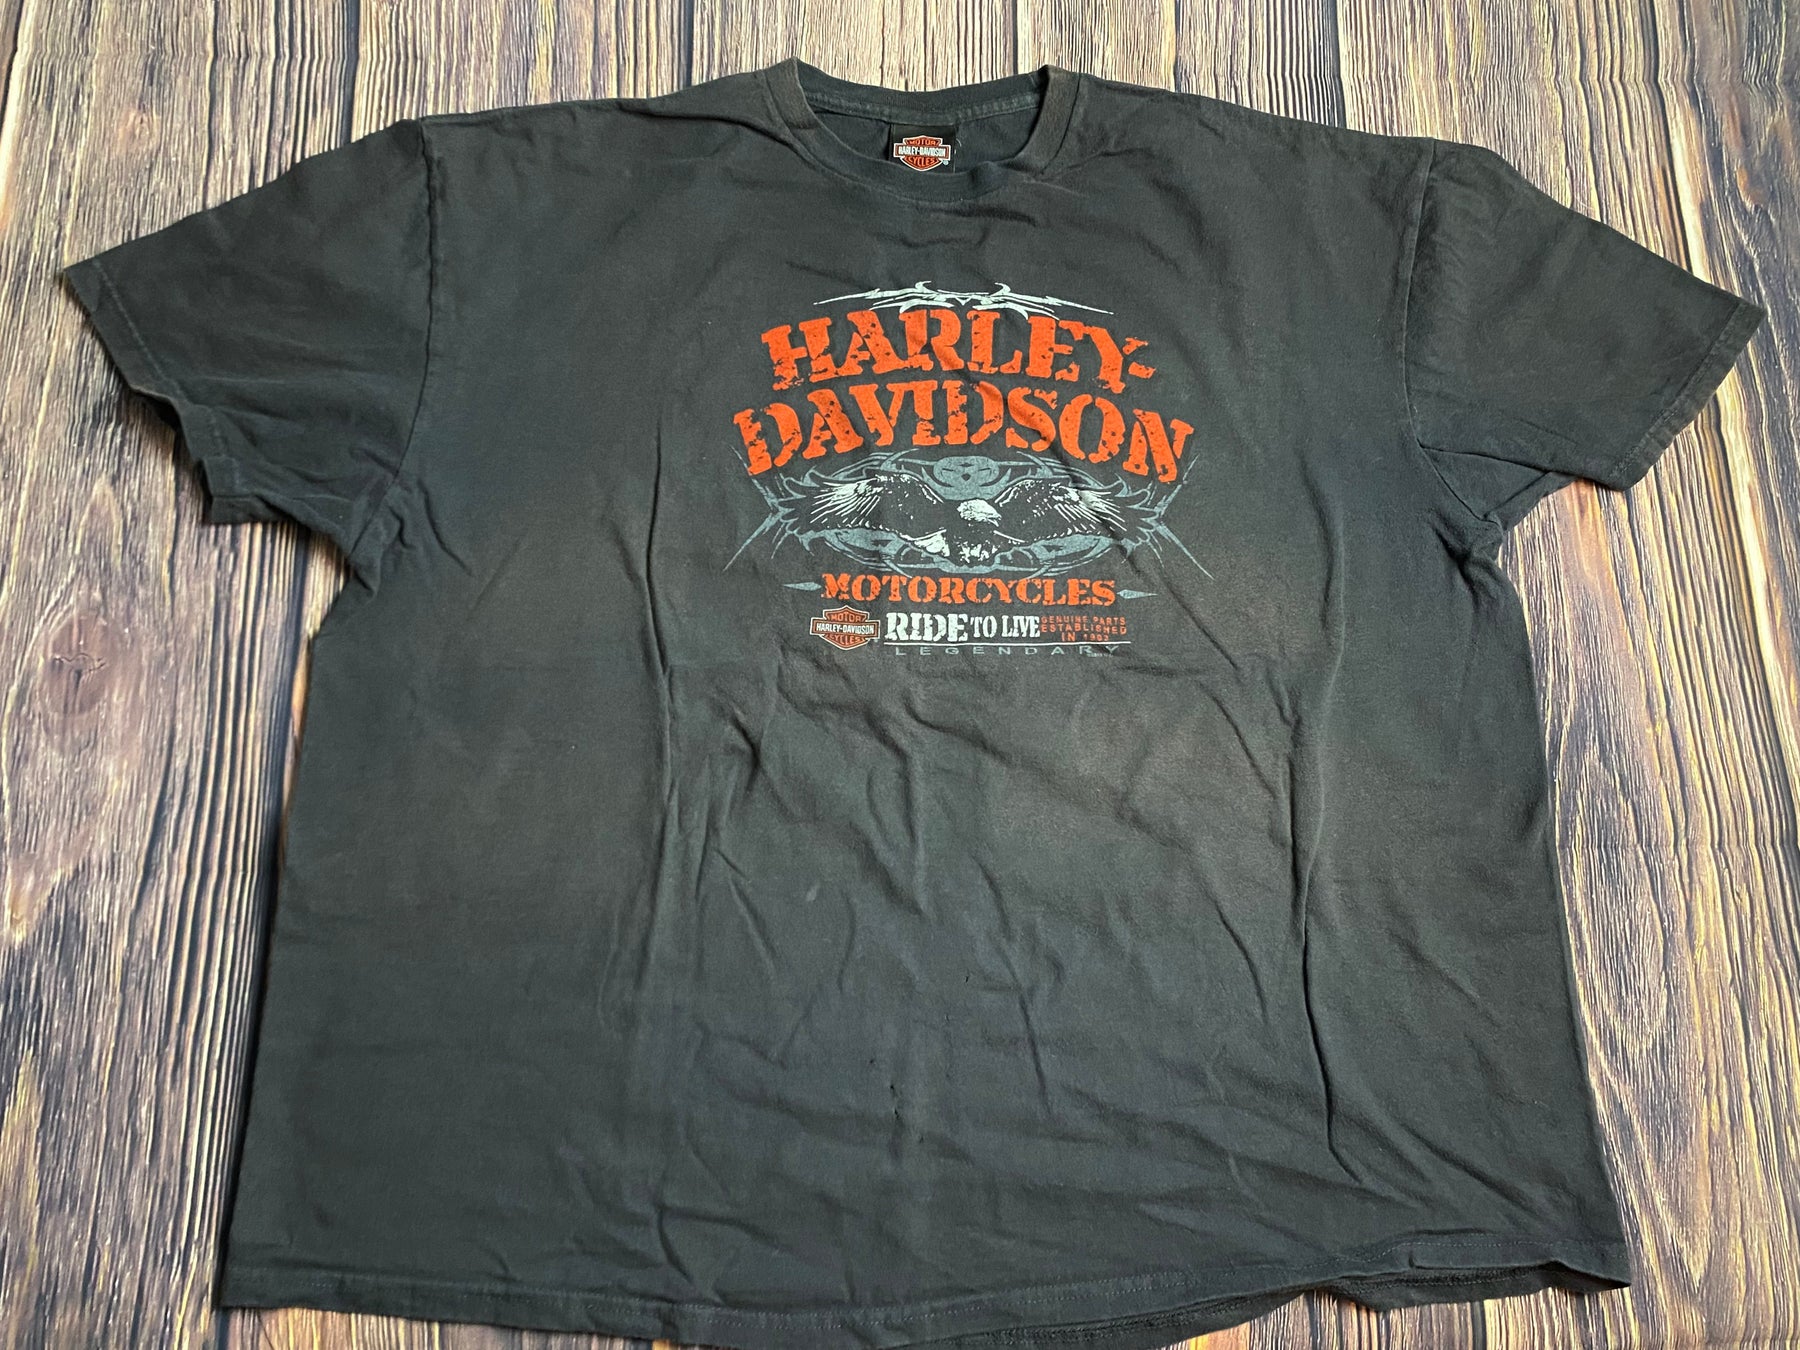 MOTOR
HARLEY-DAVIDSON
CYCLES
HARLEY-
DAVIDSON
MOTORCYCLES
MOTOR
HARLEY-DAVIDSON
CYCLES
RIDE TO LIVE
GENUINE PARTS
ESTABLISHED
IN 1903
LEGENDARY